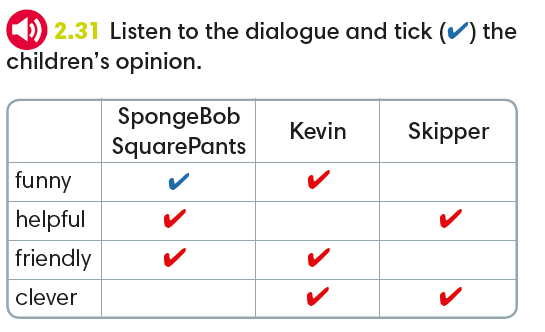 2.31 Listen to the dialogue and tick (✔) the
children's opinion.
SpongeBob
SquarePants
Kevin
Skipper
funny ✔ ✔
helpful ✔ ✔
friendly ✔ ✔
clever ✔ ✔